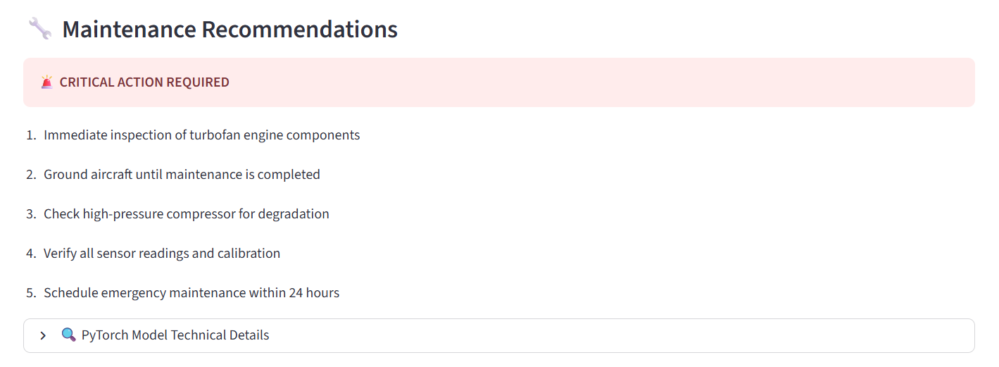 Maintenance Recommendations
CRITICAL ACTION REQUIRED
1. Immediate inspection of turbofan engine components
2. Ground aircraft until maintenance is completed
3. Check high-pressure compressor for degradation
4. Verify all sensor readings and calibration
5. Schedule emergency maintenance within 24 hours
PyTorch Model Technical Details